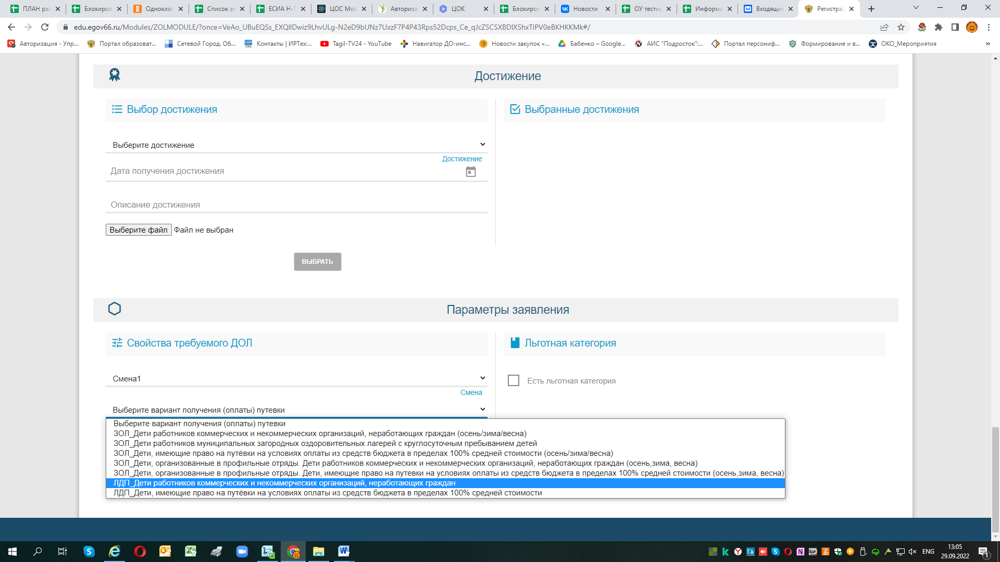 ПЛАН ра
Блокиров
Одноклас
Список ав
ЕСИА Н-Т
ЦОС Моя
Авториза
ЦОК
Блокиров
Новости
ОУ тести
Информа
Входящие
Регистра
edu.egov66.ru/Modules/ZOLMODULE/?once=VeAo_UBuEQSs_EXQIIDwiz9LhvULg-N2eD9bUNz7UxzF7P4P43Rps52Dcps_Ce_qJcZSCSXBDIXShxTIPV0eBKHKKMk#/
Авторизация - Упр...
Портал образоват...
Сетевой Город. Об...
Контакты | ИРТех:...
Tagil-TV24 - YouTube
Навигатор ДО-инс...
Новости закупок «...
Бабенко – Google...
АИС "Подросток":...
Портал персониф...
Формирование и в...
ОКО_Мероприятия
»
Достижение
Выбор достижения
Выбранные достижения
Выберите достижение
Достижение
Дата получения достижения
Описание достижения
Выберите файл Файл не выбран
ВЫБРАТЬ
Параметры заявления
Свойства требуемого ДОЛ
Льготная категория
Смена1
Есть льготная категория
Смена
Выберите вариант получения (оплаты) путевки
Выберите вариант получения (оплаты) путевки
ЗОЛ_Дети работников коммерческих и некоммерческих организаций, неработающих граждан (осень/зима/весна)
ЗОЛ_Дети работников муниципальных загородных оздоровительных лагерей с круглосуточным пребыванием детей
ЗОЛ_Дети, имеющие право на путёвки на условиях оплаты из средств бюджета в пределах 100% средней стоимости (осень/зима/весна)
ЗОЛ_Дети, организованные в профильные отряды. Дети работников коммерческих и некоммерческих организаций, неработающих граждан (осень,зима, весна)
ЗОЛ_Дети, организованные в профильные отряды. Дети, имеющие право на путевки на условиях оплаты из средств бюджета в пределах 100% средней стоимости (осень,зима, весна)
ЛДП_Дети работников коммерческих и некоммерческих организаций, неработающих граждан
ЛДП_Дети, имеющие право на путёвки на условиях оплаты из средств бюджета в пределах 100% средней стоимости
ENG
13:05
29.09.2022
1